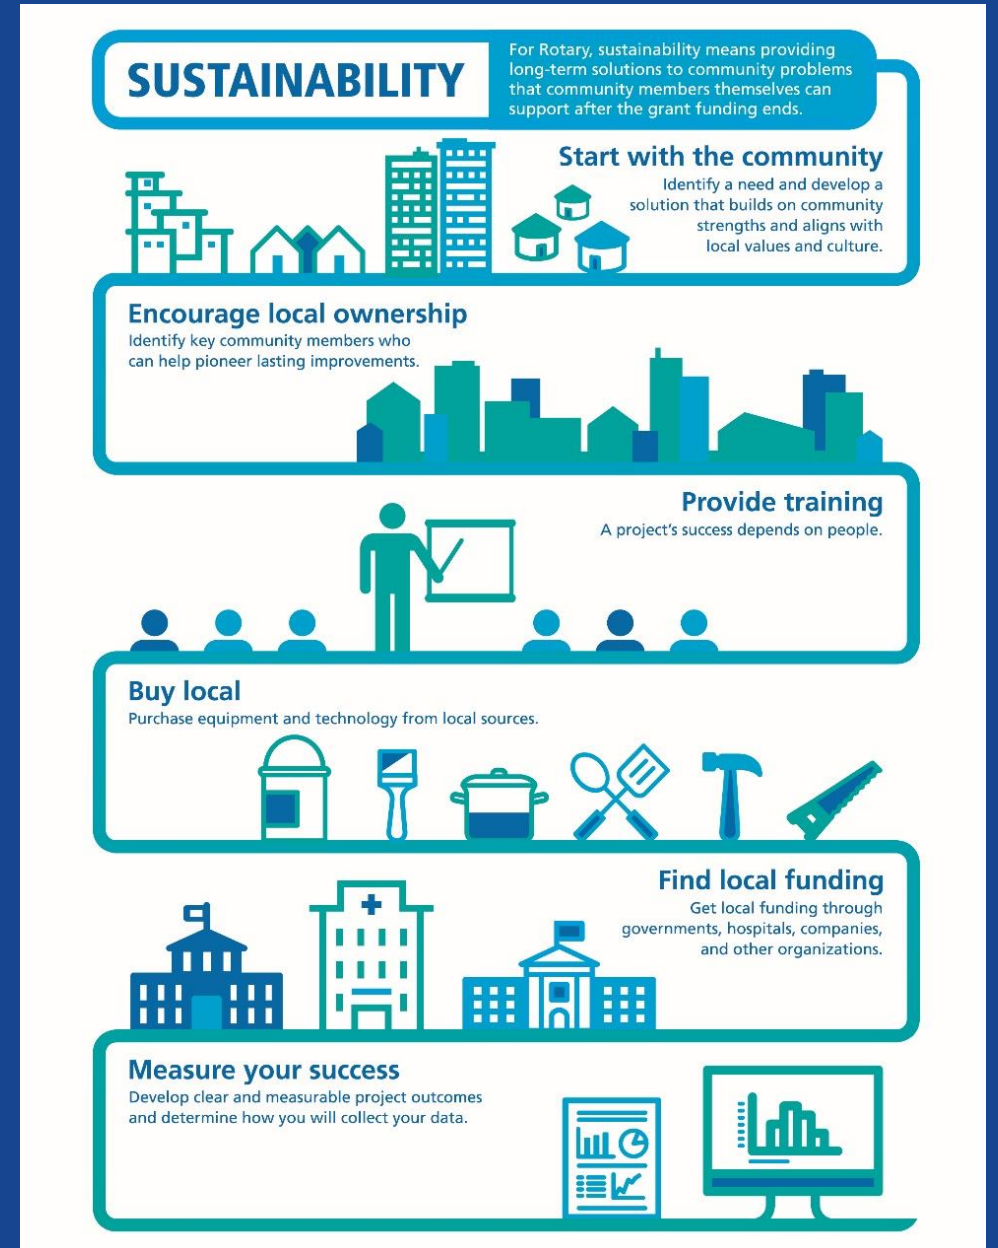 SUSTAINABILITY
For Rotary, sustainability means providing
long-term solutions to community problems
that community members themselves can
support after the grant funding ends.
Start with the community
Identify a need and develop a
solution that builds on community
strengths and aligns with
local values and culture.
Encourage local ownership
Identify key community members who
can help pioneer lasting improvements.
Provide training
A project's success depends on people.
Buy local
Purchase equipment and technology from local sources.
Find local funding
Get local funding through
governments, hospitals, companies,
and other organizations.
Measure your success
Develop clear and measurable project outcomes
and determine how you will collect your data.